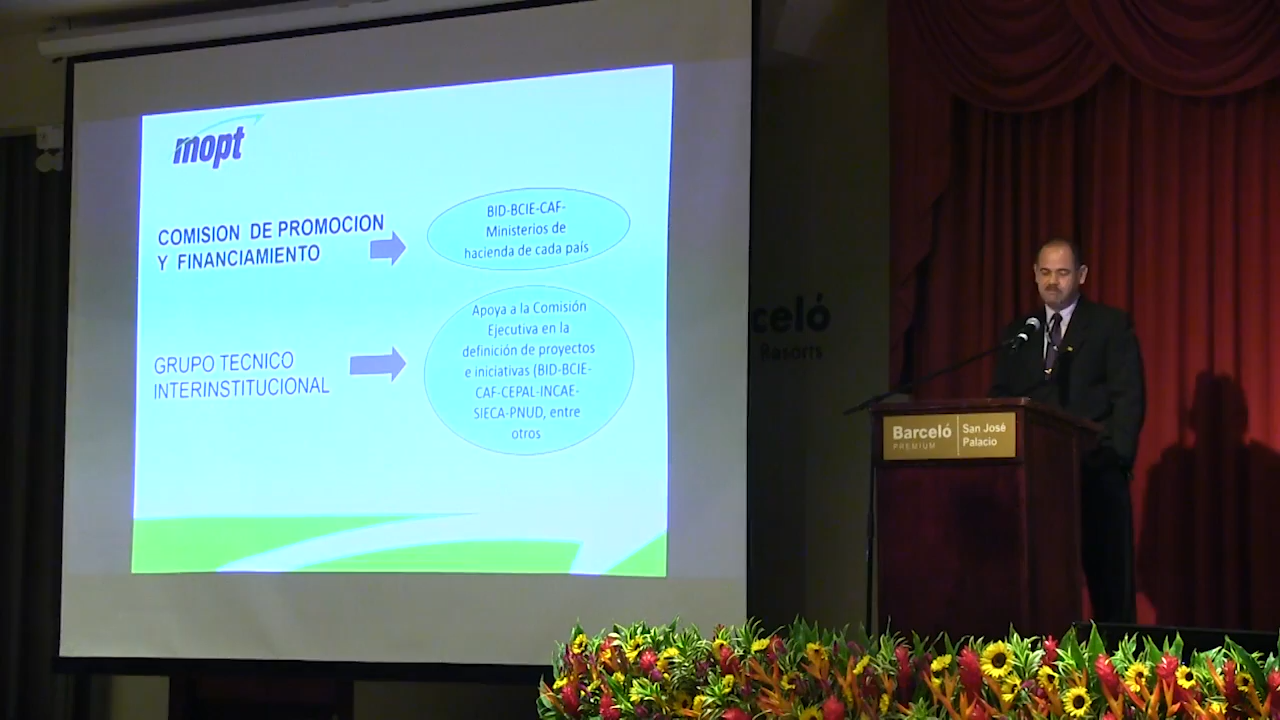 mopt
COMISION DE PROMOCION
Y FINANCIAMIENTO
BID-BCIE-CAF-
Ministerios de
hacienda de cada país
GRUPO TECNICO
INTERINSTITUCIONAL
Apoya a la Comisión
Ejecutiva en la
definición de proyectos
e iniciativas (BID-BCIE-
CAF-CEPAL-INCAE-
SIECA-PNUD, entre
otros
celó
Resorts
Barceló
PREMIUM
San José
Palacio